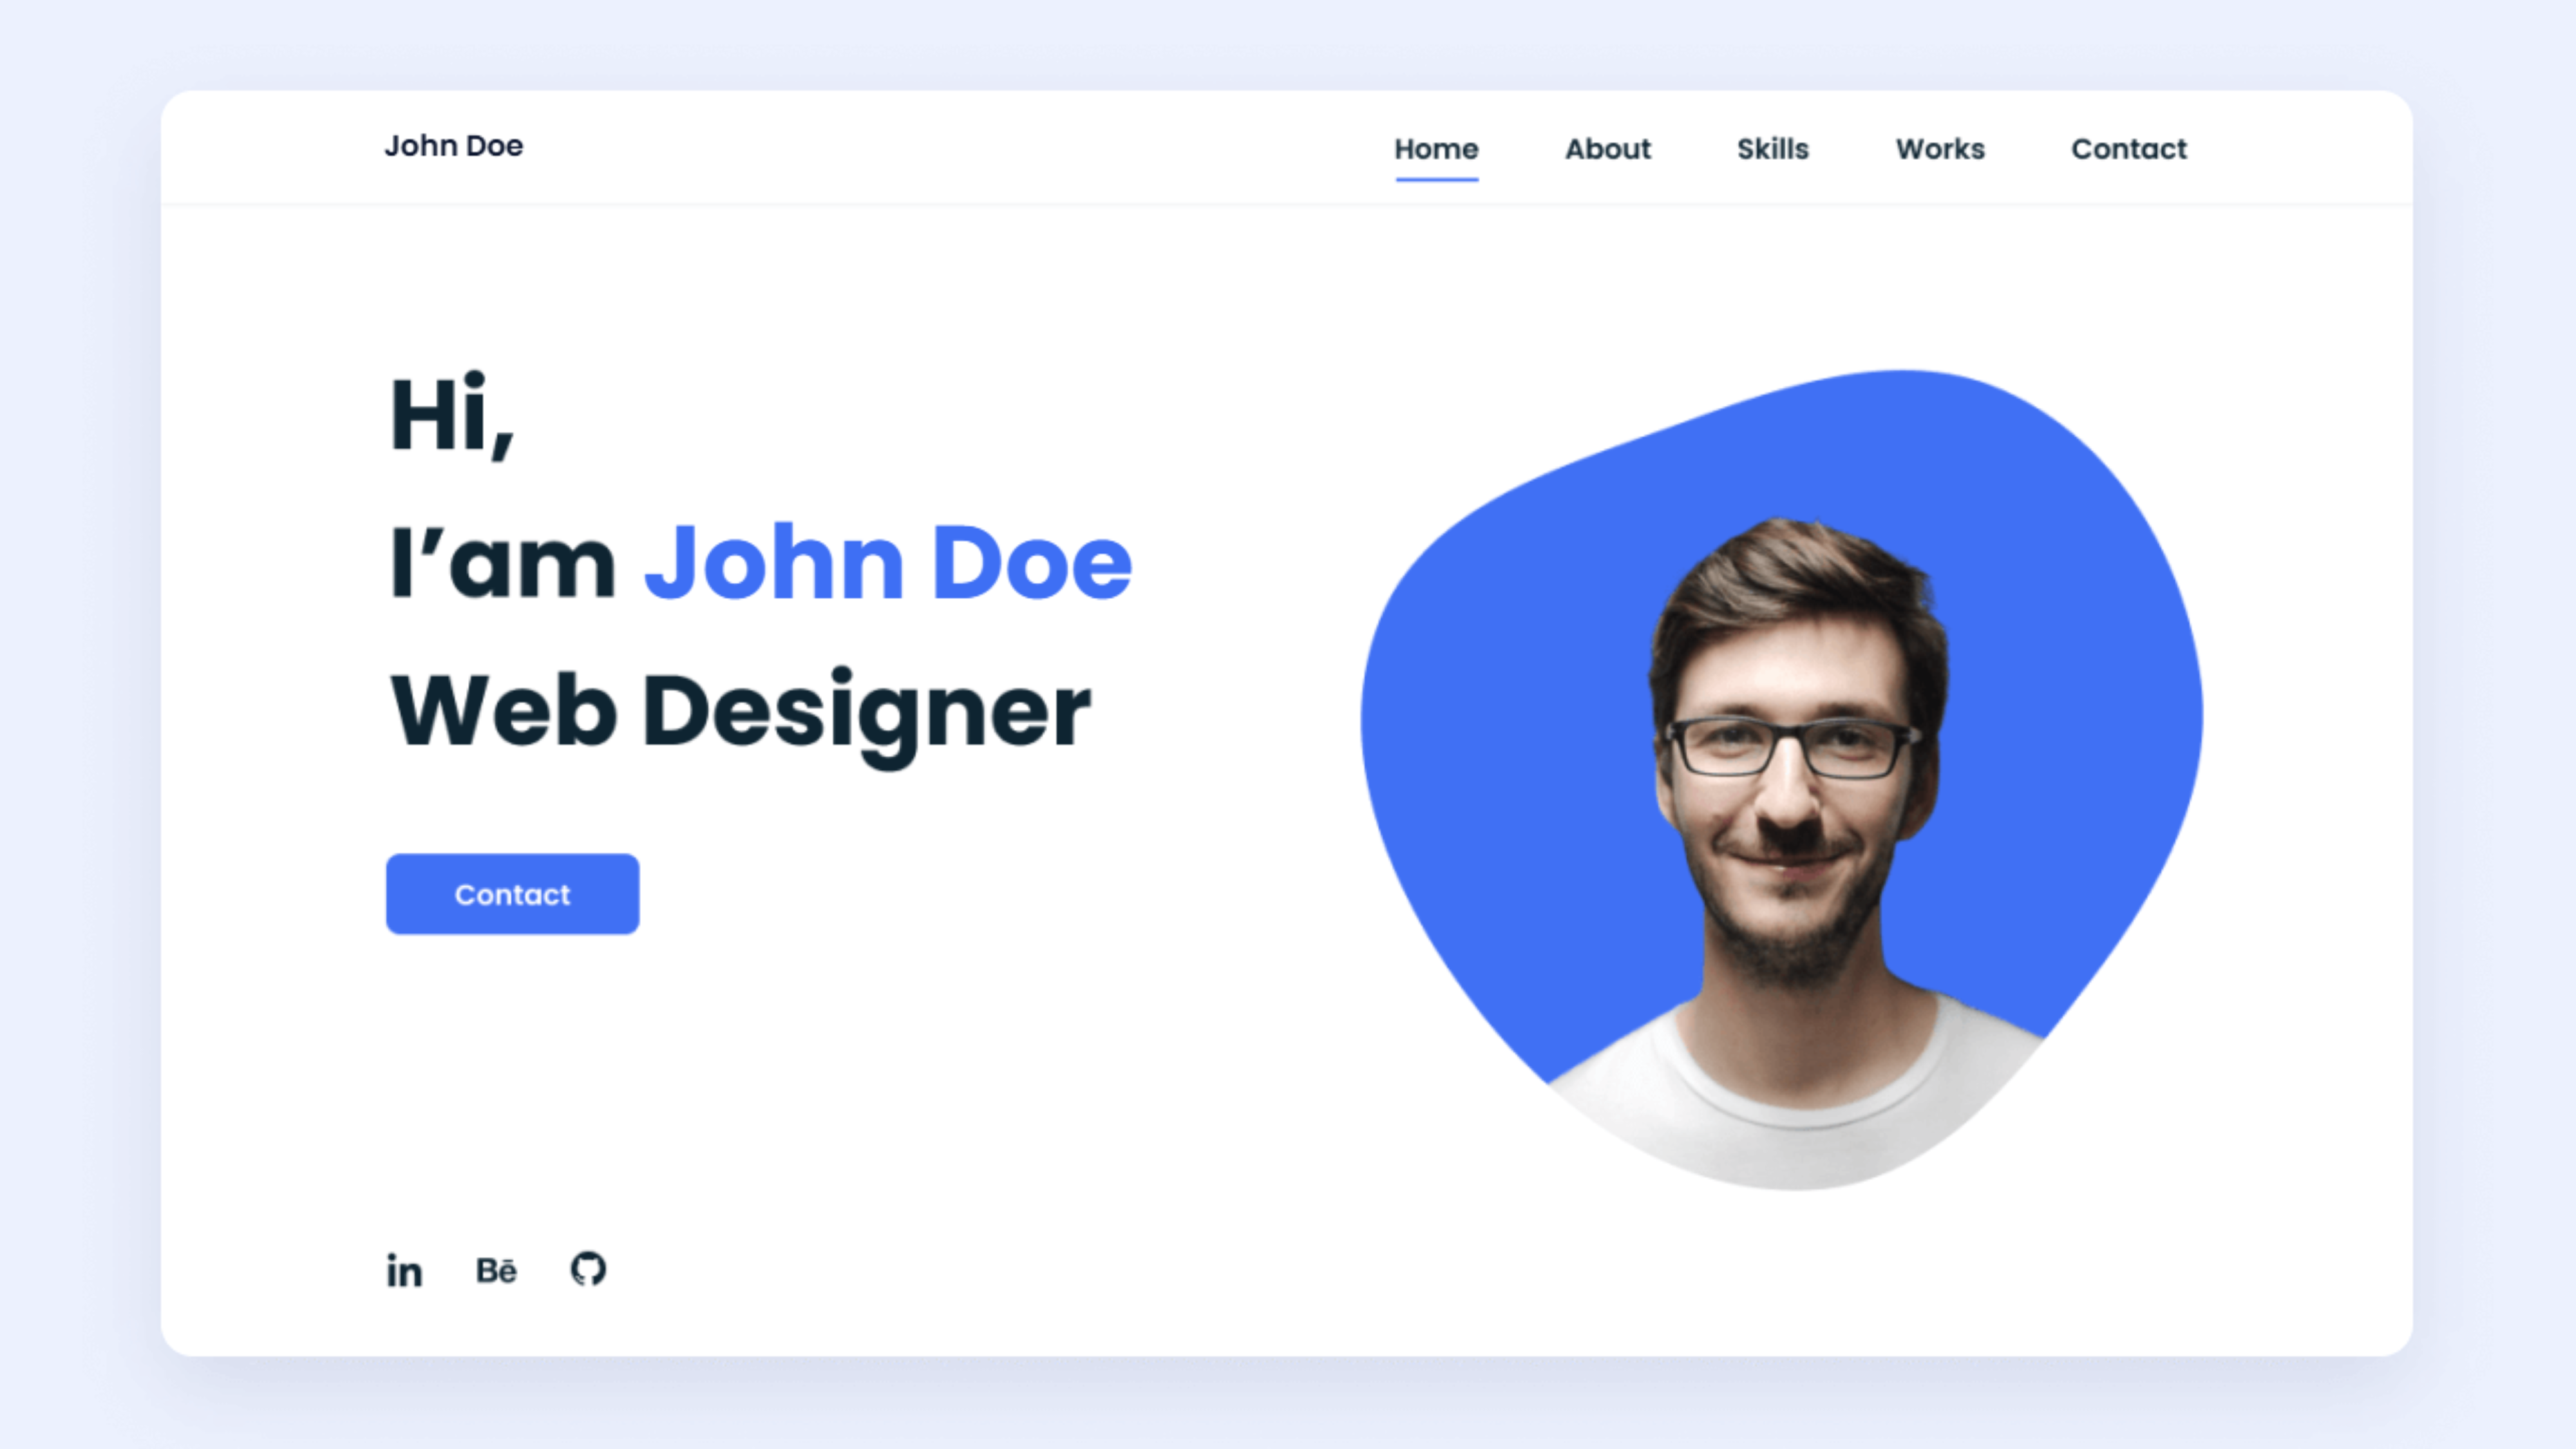 John Doe
Home About Skills Works Contact
Hi,
I’am John Doe
Web Designer
Contact
in Bē